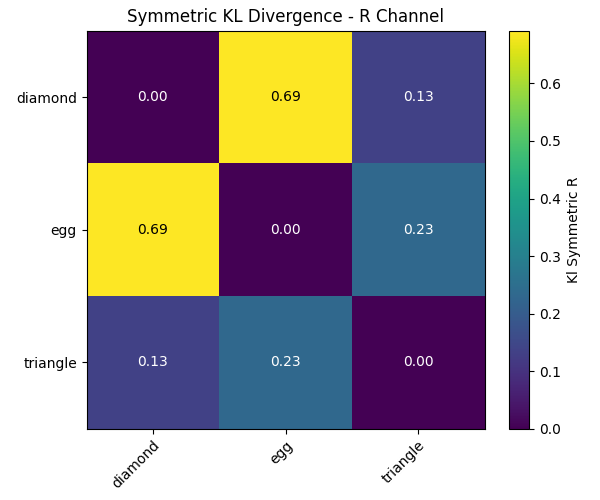 Symmetric KL Divergence - R Channel
diamond 0.00 0.69 0.13
egg 0.69 0.00 0.23
triangle 0.13 0.23 0.00
diamond egg triangle
0.6
0.5
0.4
0.3
0.2
0.1
0.0
Kl Symmetric R